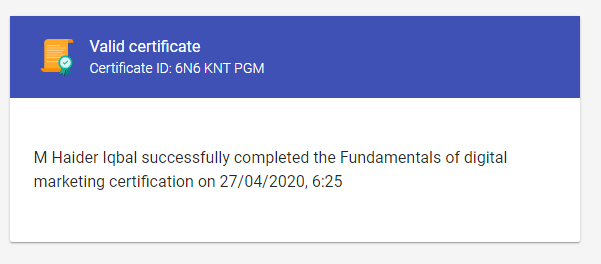 Valid certificate
Certificate ID: 6N6 KNT PGM
M Haider Iqbal successfully completed the Fundamentals of digital
marketing certification on 27/04/2020, 6:25